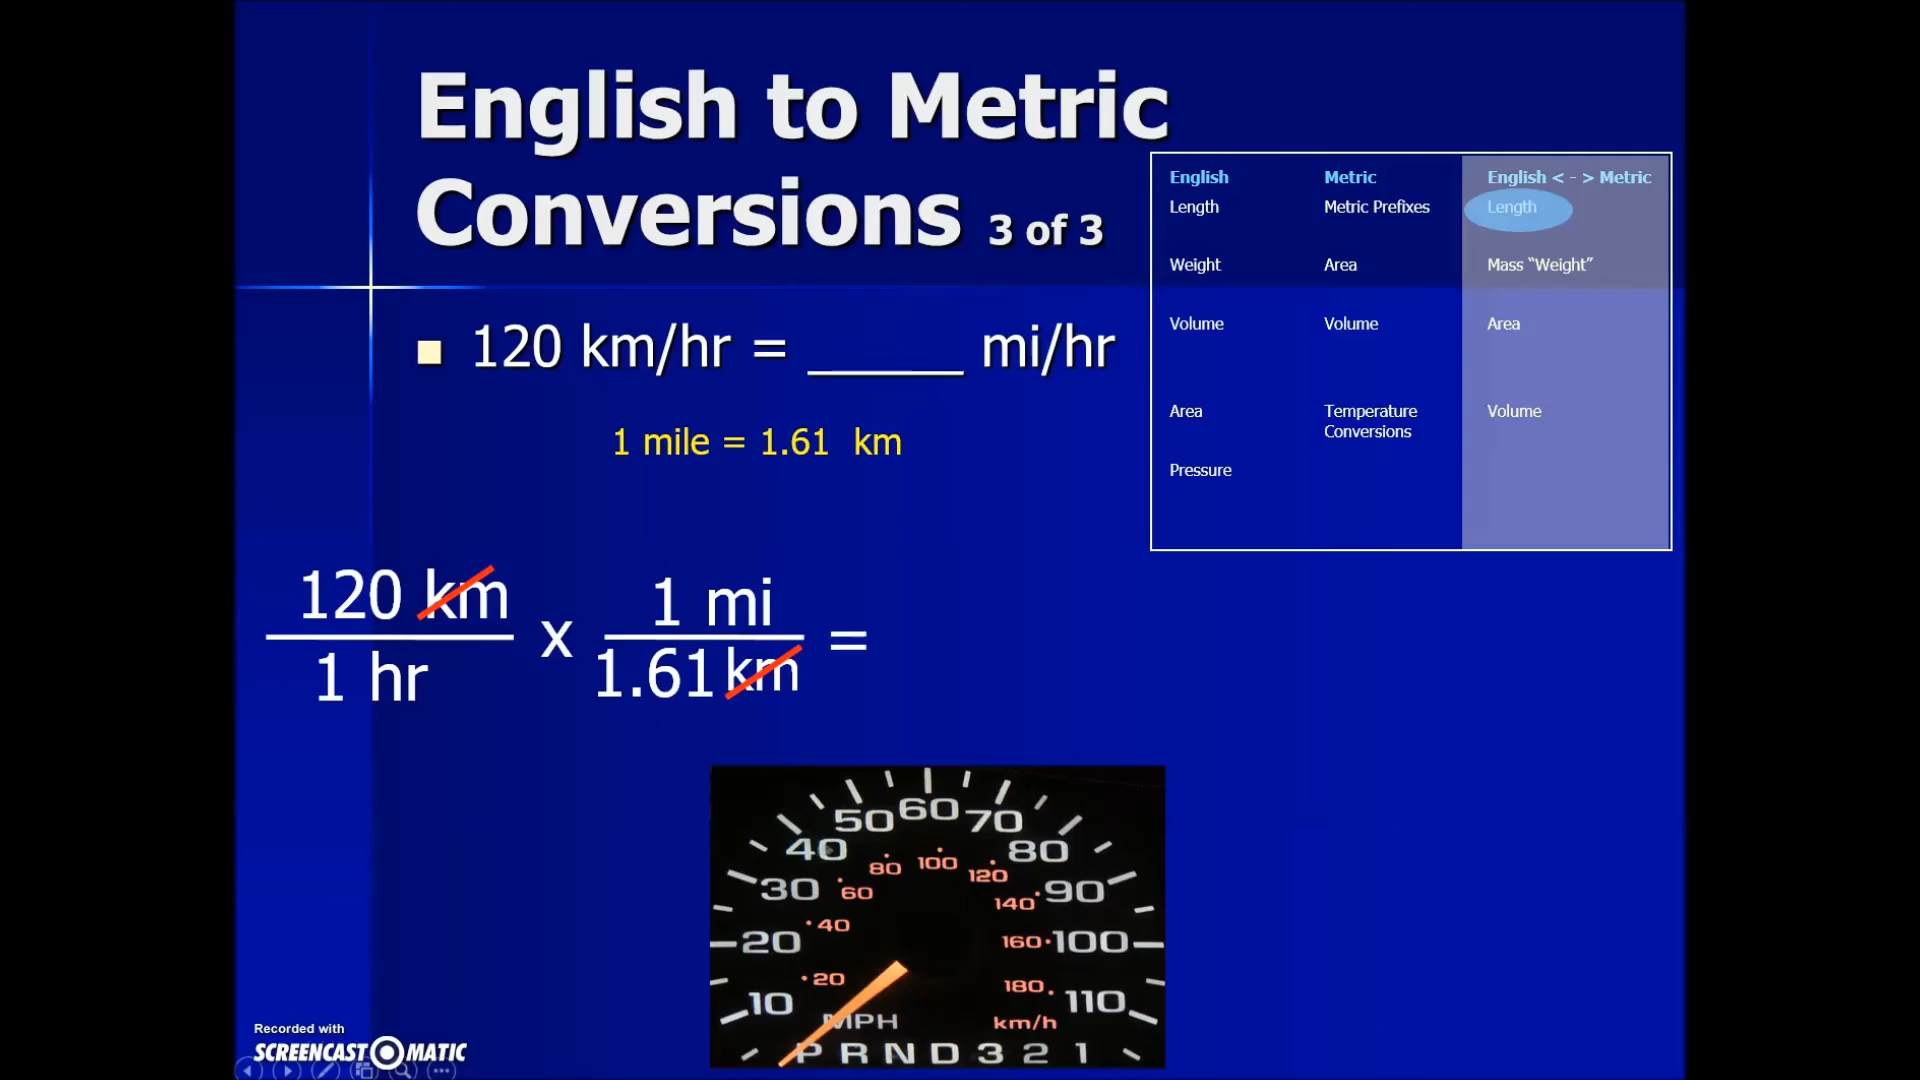 English to Metric
Conversions 3 of 3
English Metric English < - > Metric
Length Metric Prefixes Length
Weight Area Mass “Weight”
Volume Volume Area
Area Temperature Conversions Volume
Pressure
■ 120 km/hr = _____ mi/hr
1 mile = 1.61 km
120 km x 1 mi =
1 hr 1.61 km
50 60 70
40 80
80 100 120
30 60 140 90
20 40 160 100
10 20 180 110
MPH km/h
P R N D 3 2 1
Recorded with
SCREENCAST MATIC